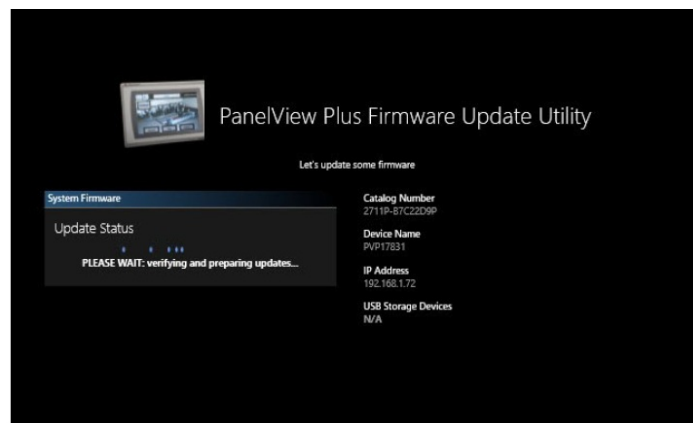 PanelView Plus Firmware Update Utility
Let's update some firmware
System Firmware
Update Status
PLEASE WAIT: verifying and preparing updates...
Catalog Number
2711P-B7C22D9P
Device Name
PVP17831
IP Address
192.168.1.72
USB Storage Devices
N/A